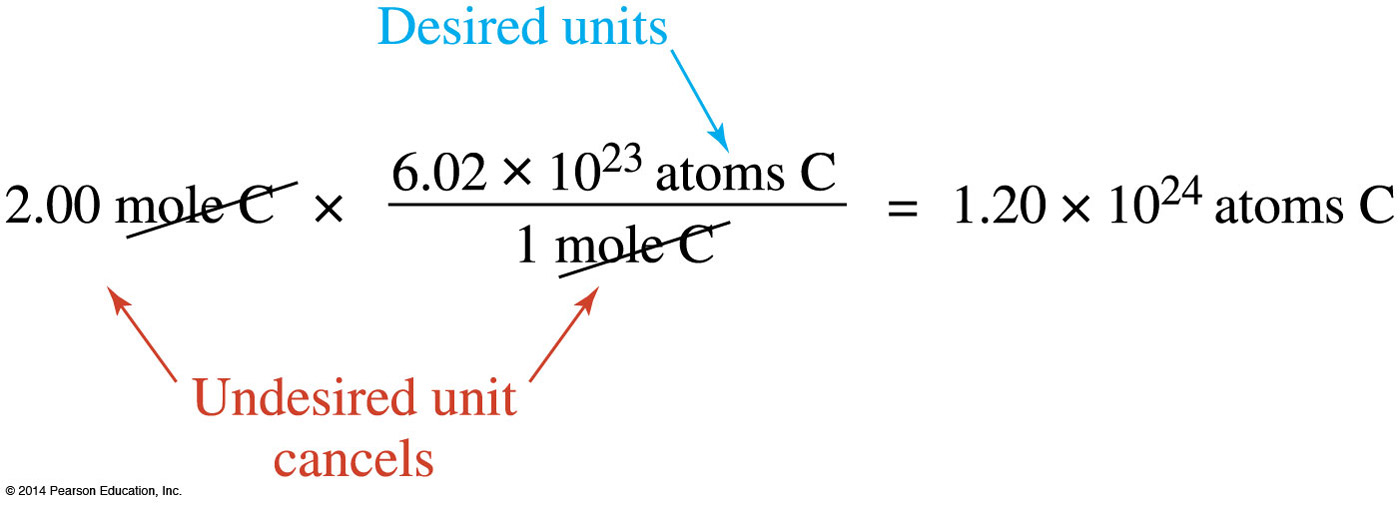 Desired units
2.00 mole C × 6.02 × 10²³ atoms C / 1 mole C = 1.20 × 10²⁴ atoms C
Undesired unit
cancels
© 2014 Pearson Education, Inc.